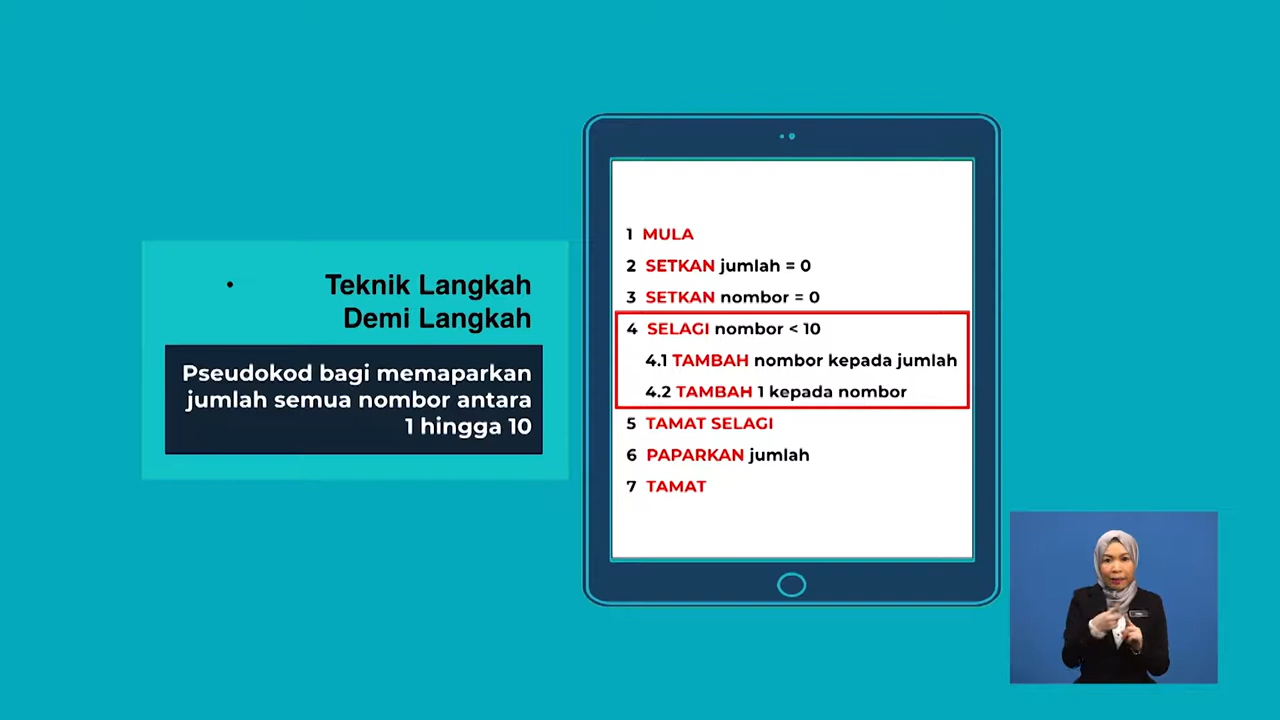 • Teknik Langkah
Demi Langkah
Pseudokod bagi memaparkan
jumlah semua nombor antara
1 hingga 10
1 MULA
2 SETKAN jumlah = 0
3 SETKAN nombor = 0
4 SELAGI nombor < 10
4.1 TAMBAH nombor kepada jumlah
4.2 TAMBAH 1 kepada nombor
5 TAMAT SELAGI
6 PAPARKAN jumlah
7 TAMAT